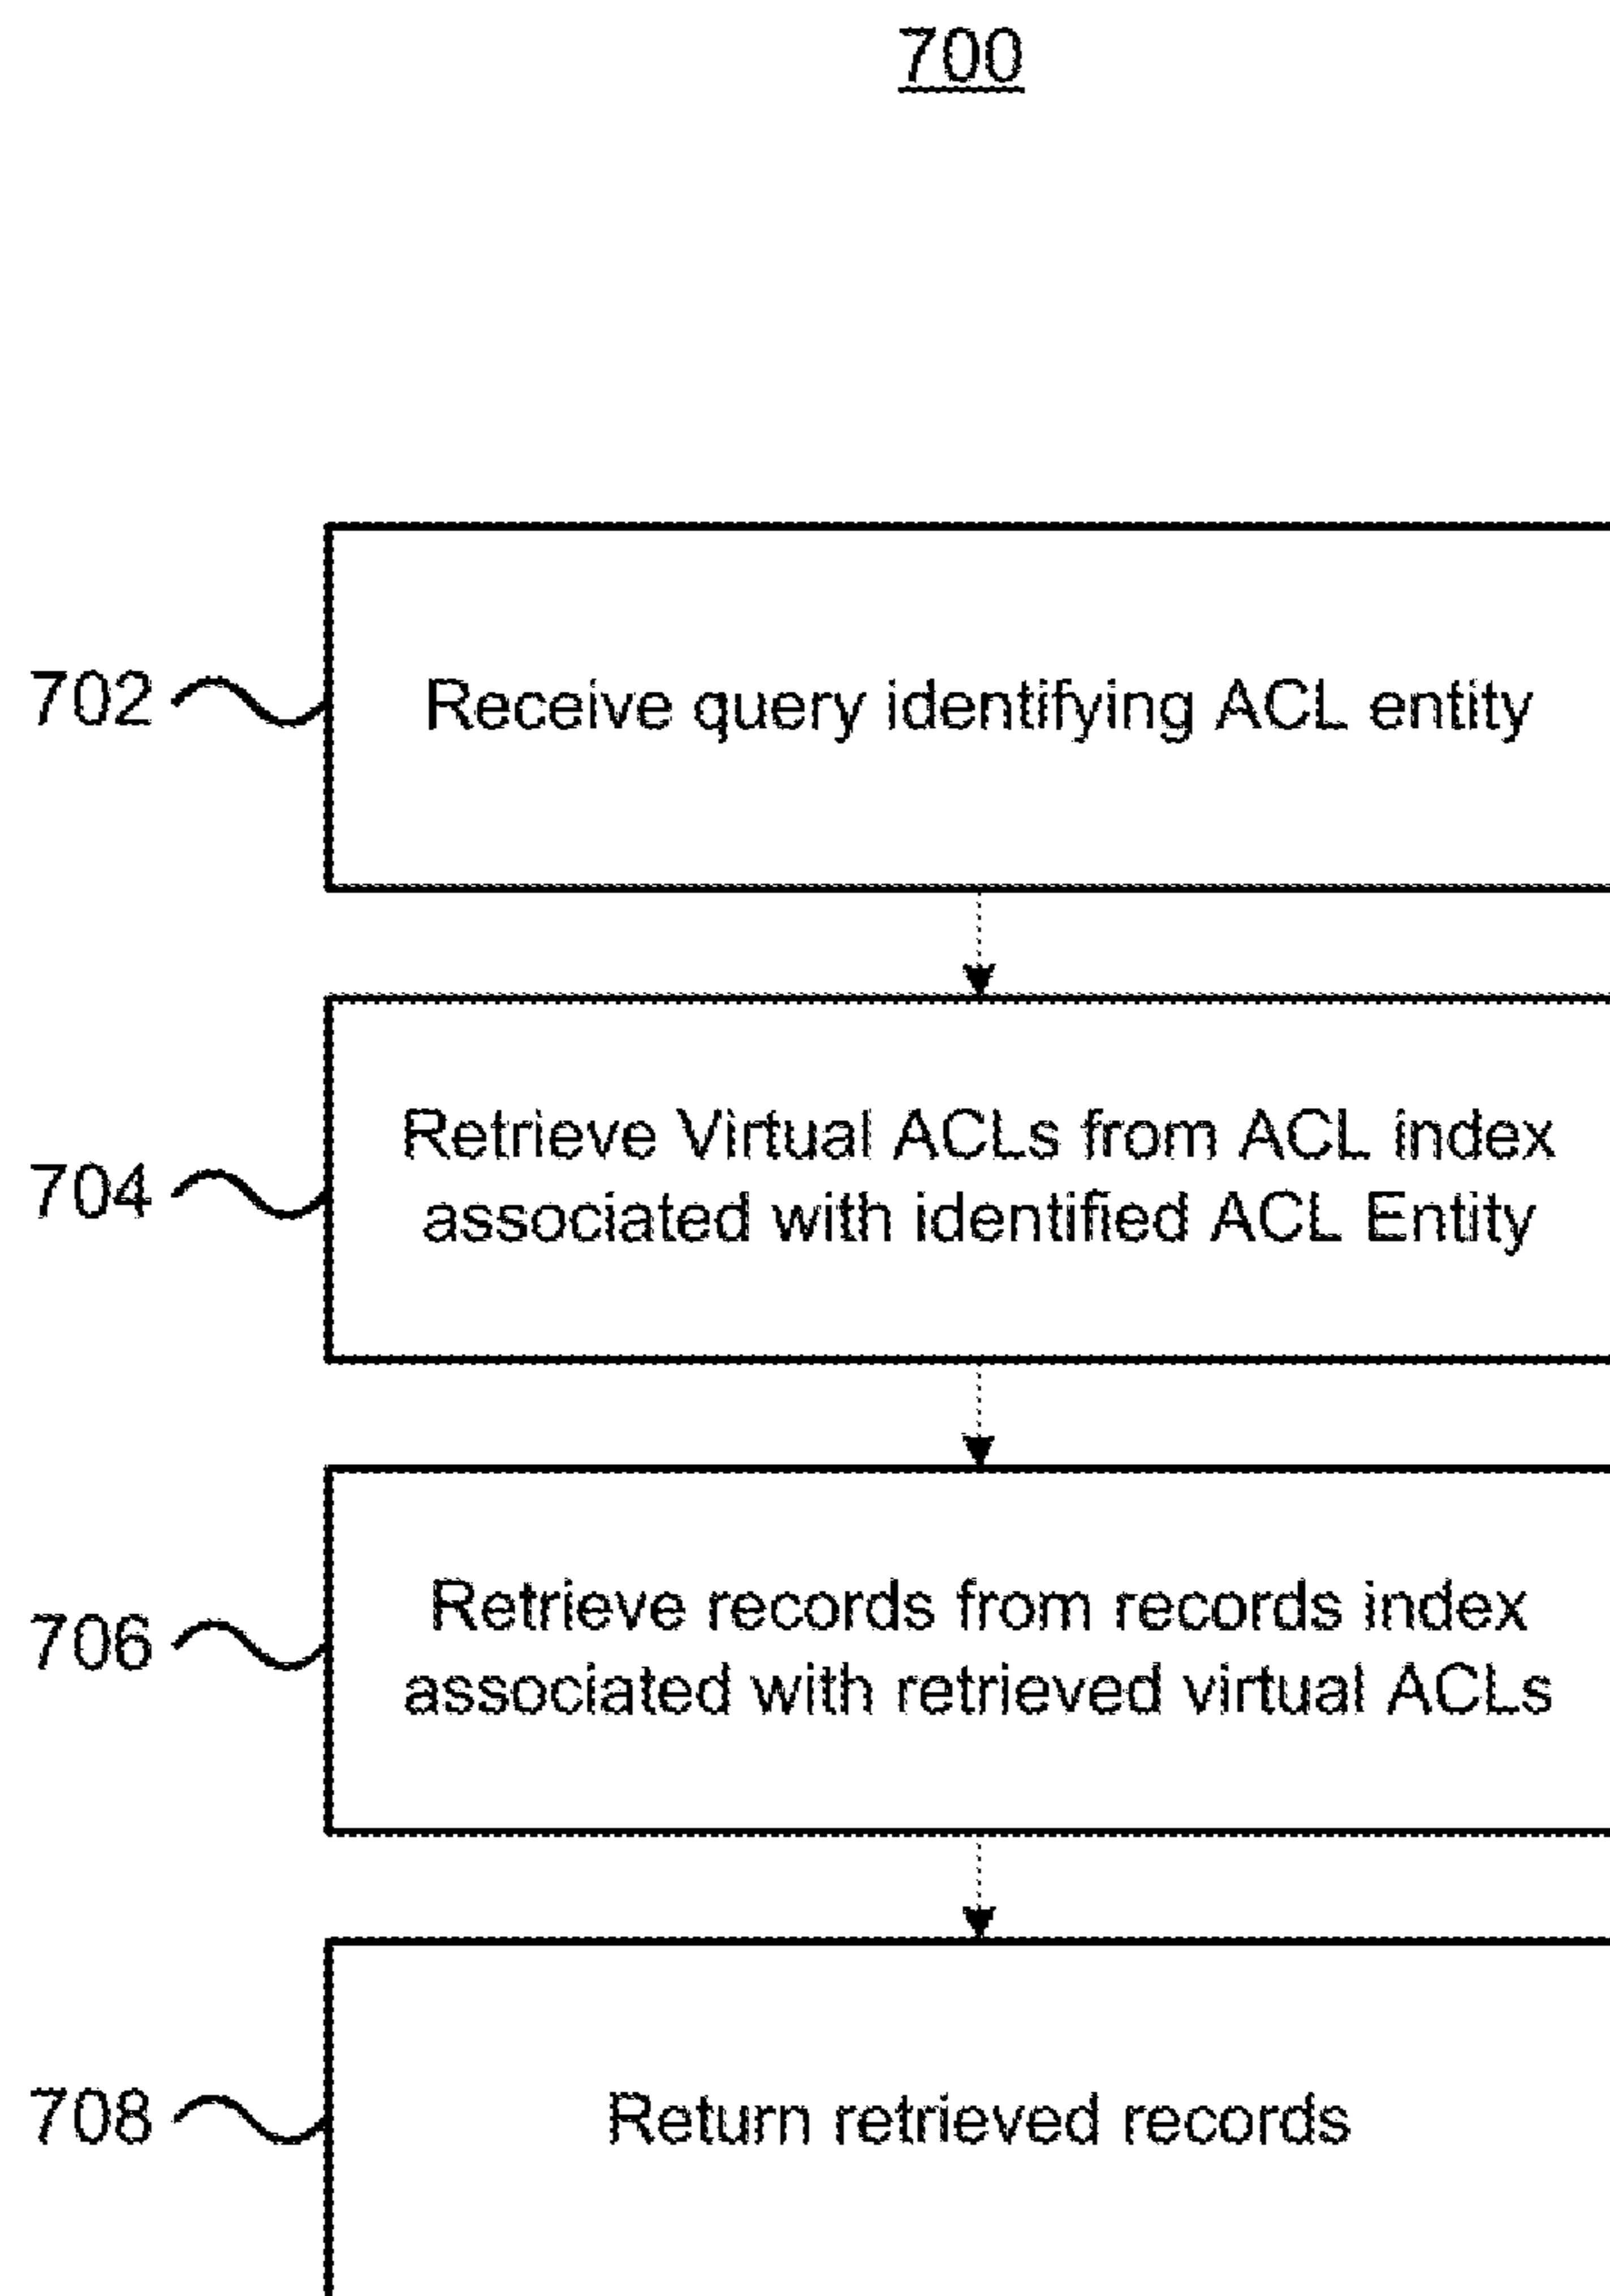 700
702
Receive query identifying ACL entity
704
Retrieve Virtual ACLs from ACL index
associated with identified ACL Entity
706
Retrieve records from records index
associated with retrieved virtual ACLs
708
Return retrieved records